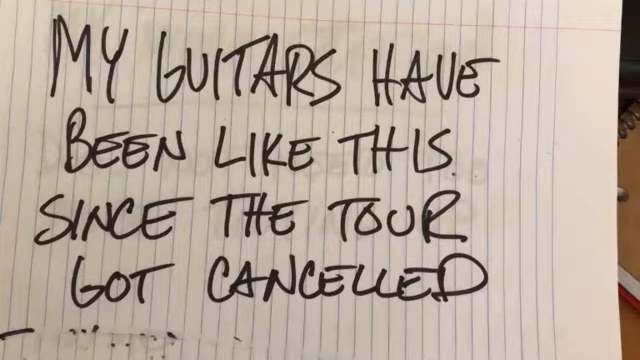 MY GUITARS HAVE
BEEN LIKE THIS
SINCE THE TOUR
GOT CANCELLED